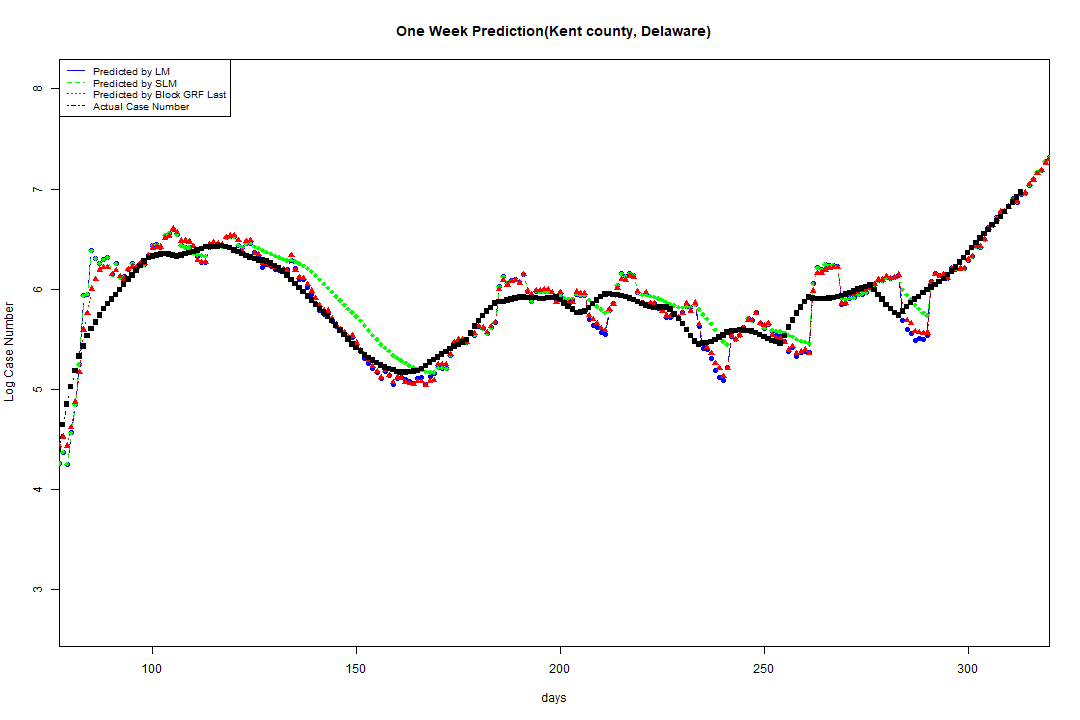 One Week Prediction(Kent county, Delaware)
Predicted by LM
Predicted by SLM
Predicted by Block GRF Last
Actual Case Number
8
7
6
5
4
3
Log Case Number
100 150 200 250 300
days